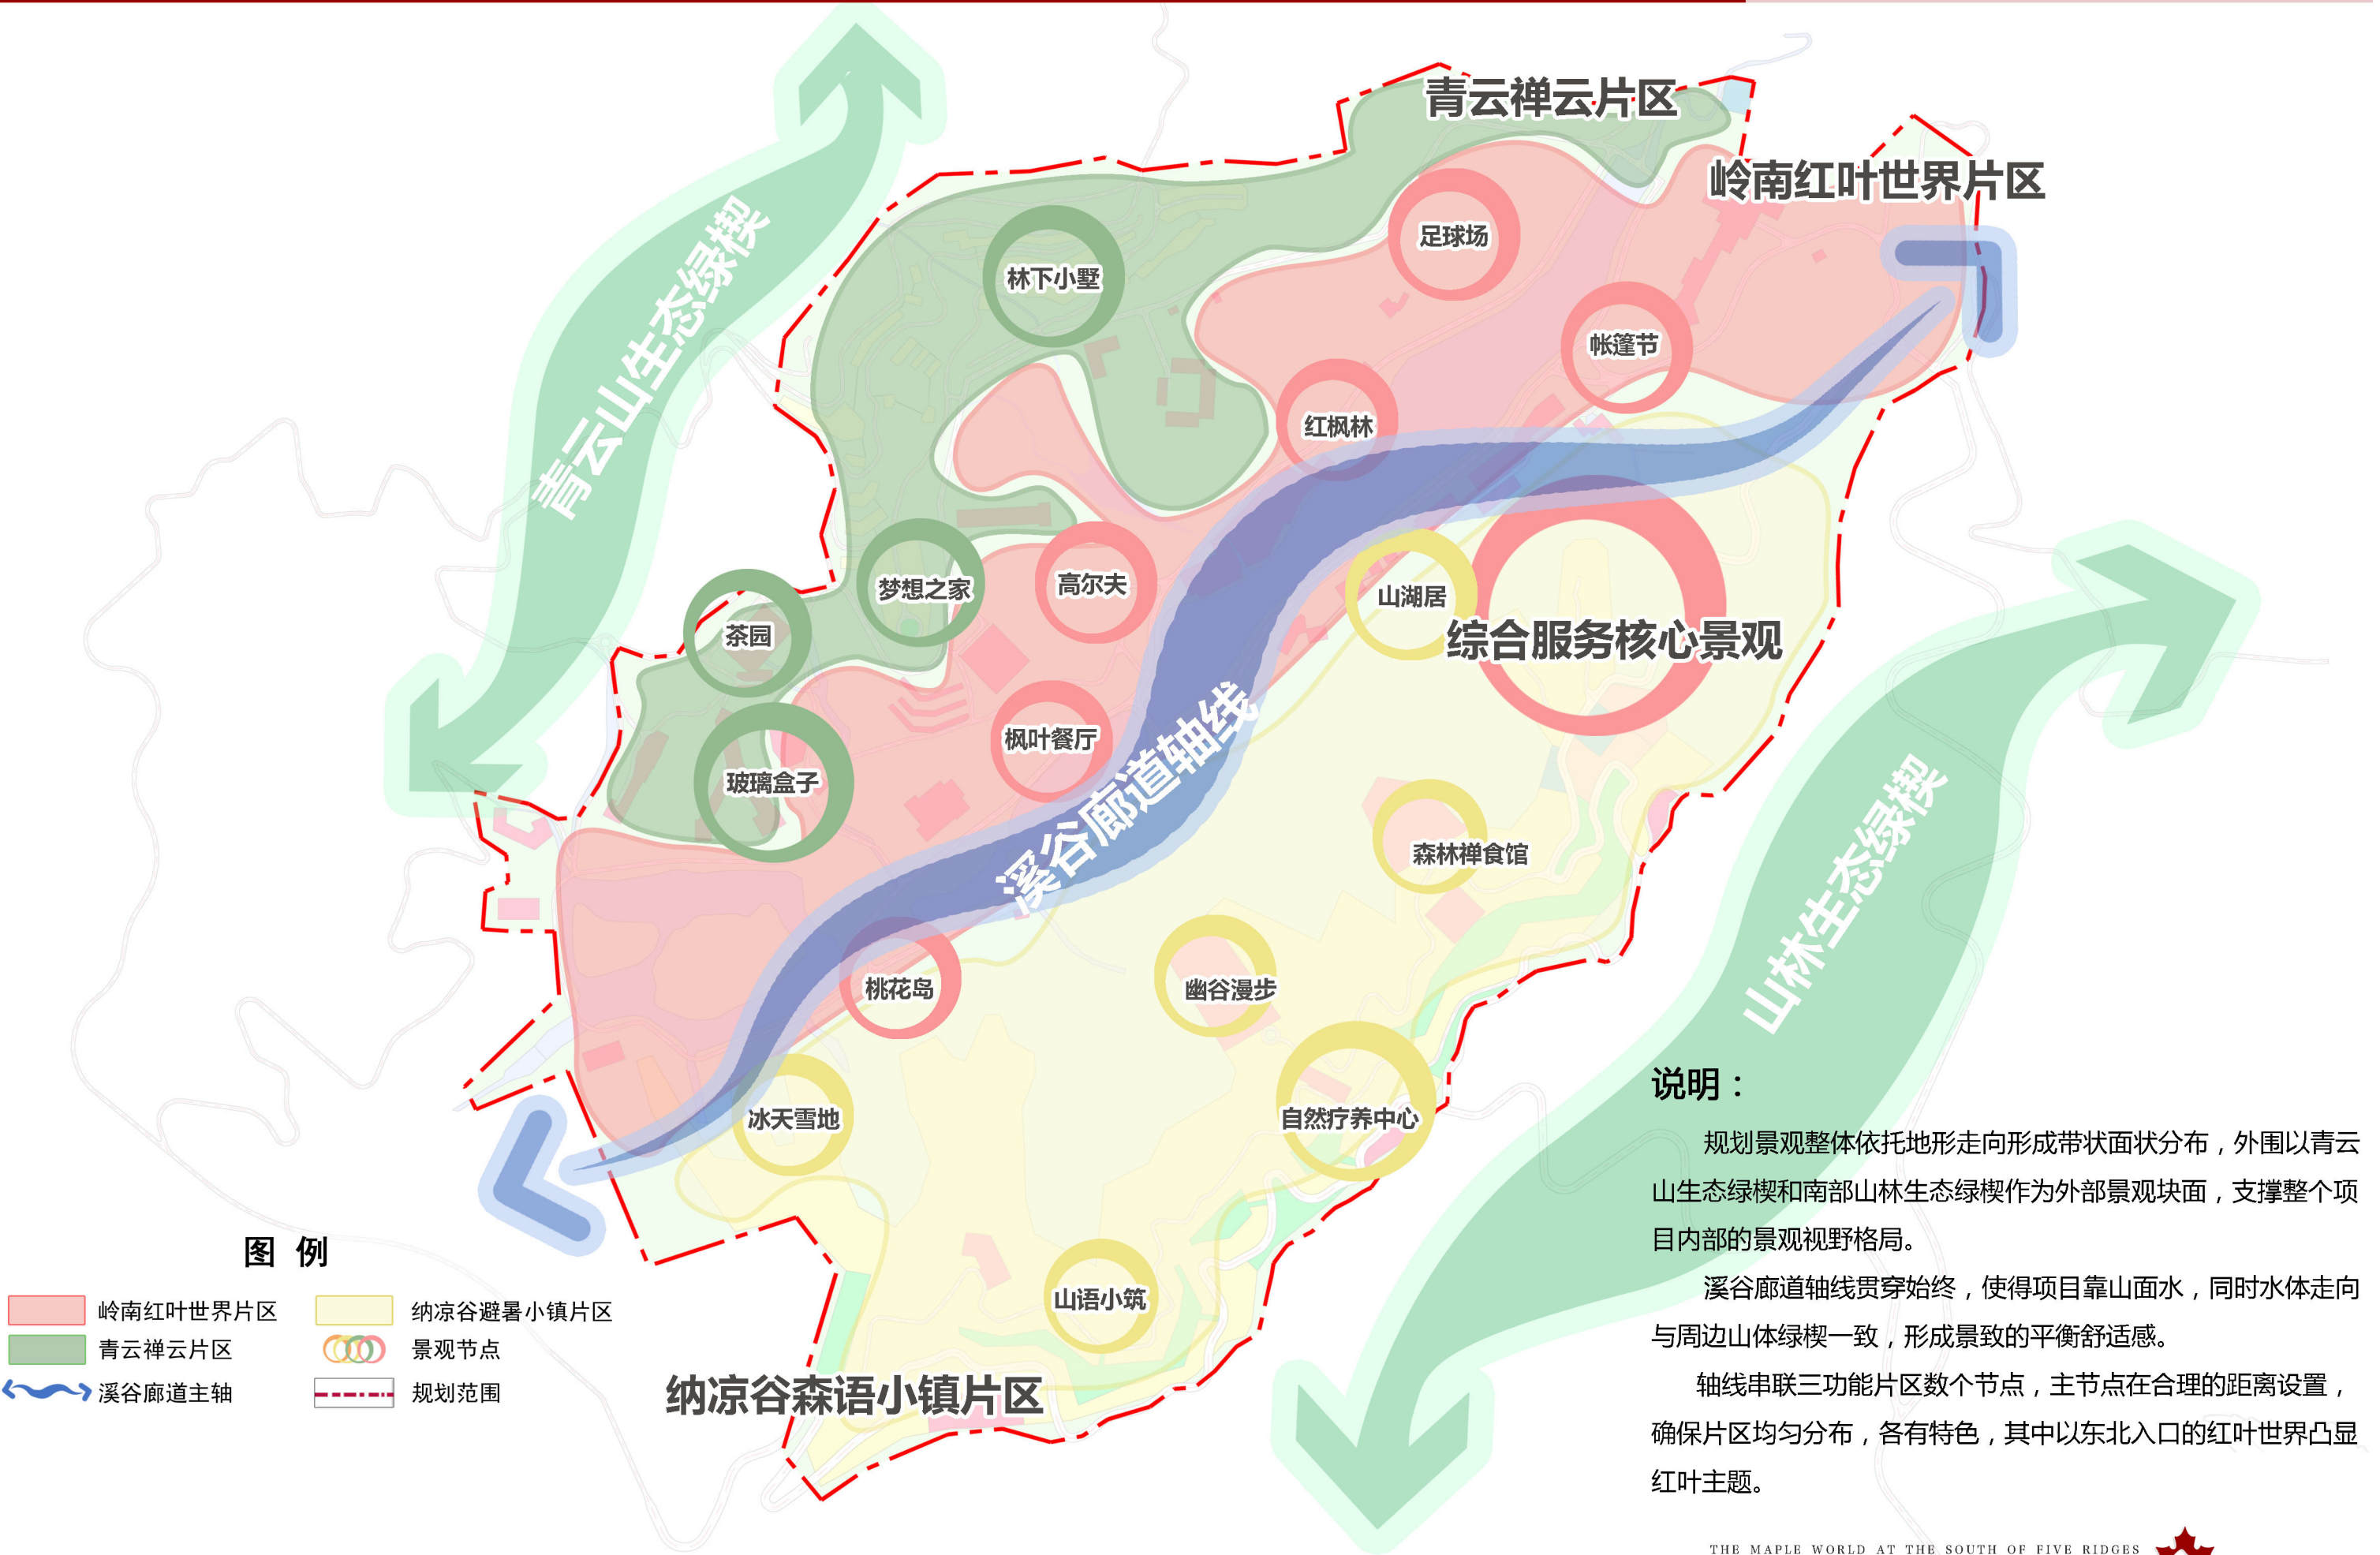 青云禅云片区
岭南红叶世界片区
青云山生态绿楔
足球场
林下小墅
帐篷节
红枫林
梦想之家
高尔夫
山湖居
茶园
综合服务核心景观
枫叶餐厅
玻璃盒子
溪谷廊道轴线
森林禅食馆
山林生态绿楔
桃花岛
幽谷漫步
冰天雪地
自然疗养中心
山语小筑
纳凉谷森语小镇片区
说明：
规划景观整体依托地形走向形成带状面状分布，外围以青云
山生态绿楔和南部山林生态绿楔作为外部景观块面，支撑整个项
目内部的景观视野格局。
溪谷廊道轴线贯穿始终，使得项目靠山面水，同时水体走向
与周边山体绿楔一致，形成景致的平衡舒适感。
轴线串联三功能片区数个节点，主节点在合理的距离设置，
确保片区均匀分布，各有特色，其中以东北入口的红叶世界凸显
红叶主题。
图 例
岭南红叶世界片区
纳凉谷避暑小镇片区
青云禅云片区
景观节点
溪谷廊道主轴
规划范围
THE MAPLE WORLD AT THE SOUTH OF FIVE RIDGES